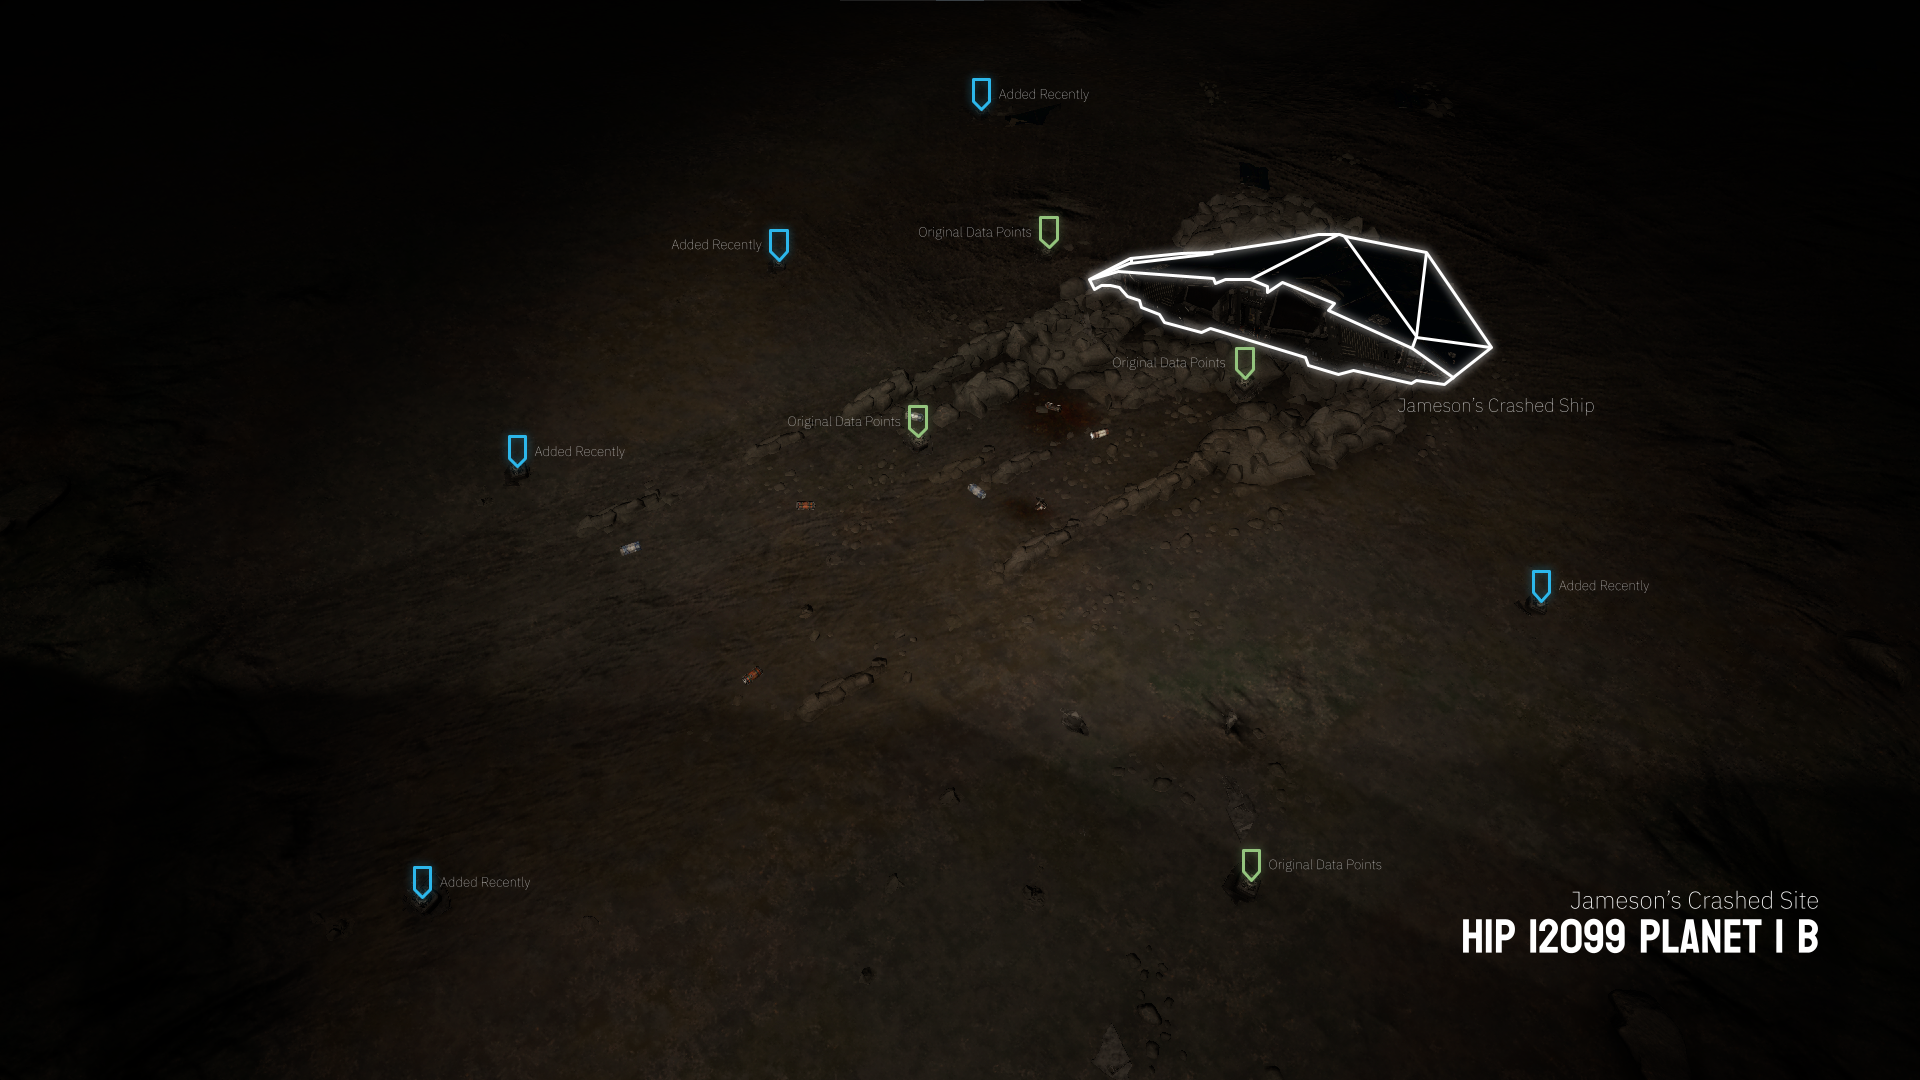 Added Recently
Original Data Points
Added Recently
Original Data Points
Jameson's Crashed Ship
Original Data Points
Added Recently
Added Recently
Original Data Points
Added Recently
Jameson's Crashed Site
HIP 12099 PLANET 1 B